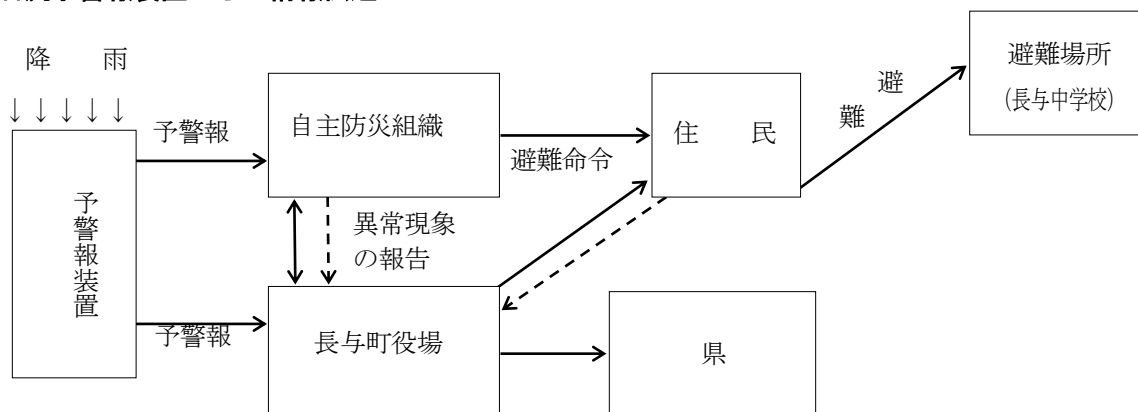 降　雨
↓ ↓ ↓ ↓ ↓
予警報装置
予警報
予警報
自主防災組織
異常現象
の報告
長与町役場
避難命令
住　民
県
避難
避難場所
(長与中学校)